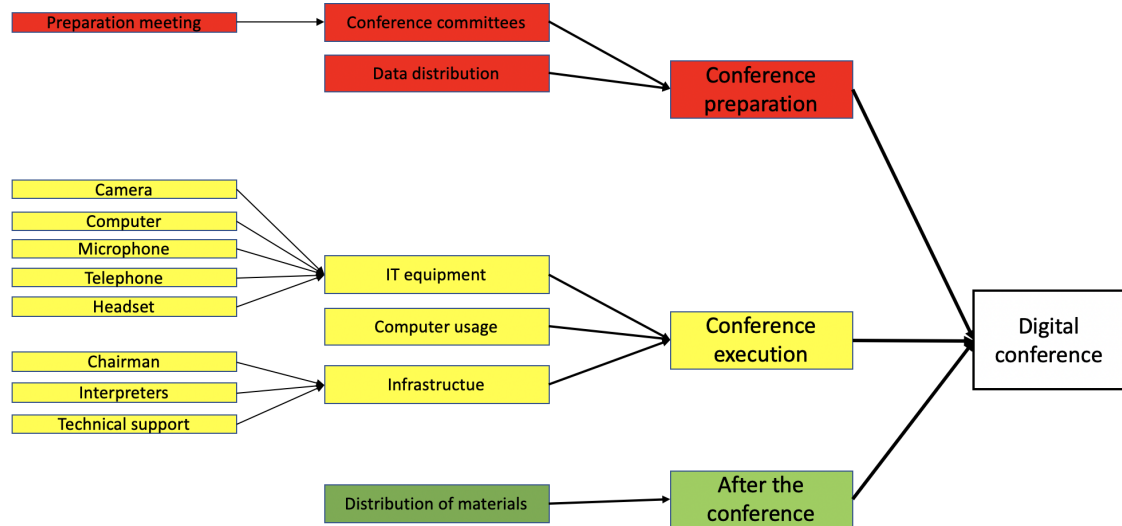 Preparation meeting
Conference committees
Data distribution
Conference
preparation
Camera
Computer
Microphone
Telephone
Headset
IT equipment
Computer usage
Conference
execution
Digital
conference
Chairman
Interpreters
Technical support
Infrastructue
Distribution of materials
After the
conference